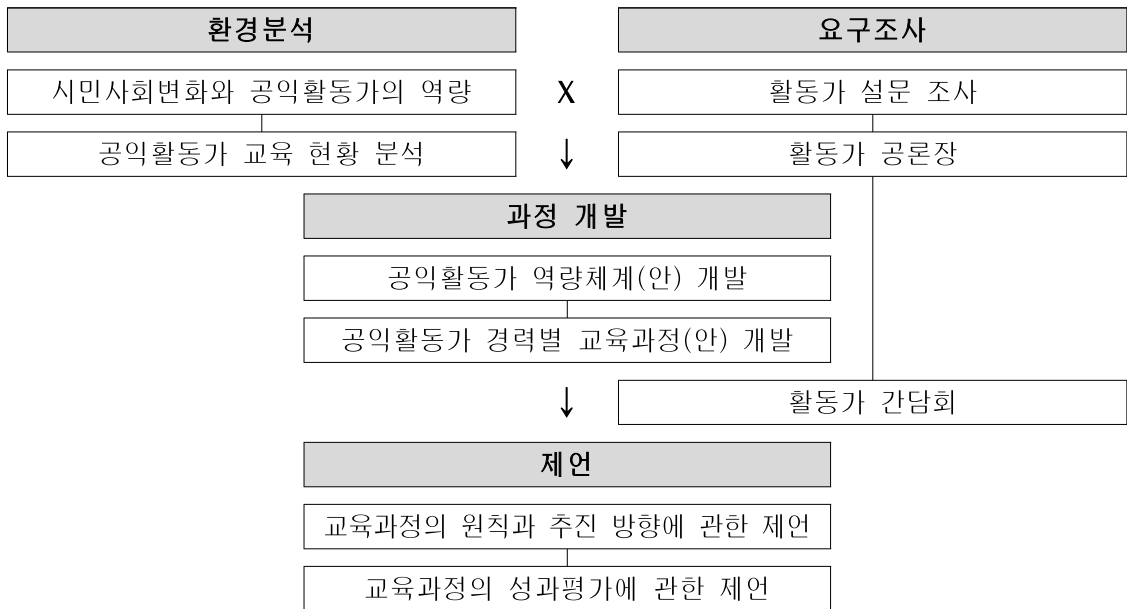 환경분석
요구조사
시민사회변화와 공익활동가의 역량
X
활동가 설문 조사
공익활동가 교육 현황 분석
↓
활동가 공론장
과정 개발
공익활동가 역량체계(안) 개발
공익활동가 경력별 교육과정(안) 개발
↓
활동가 간담회
제언
교육과정의 원칙과 추진 방향에 관한 제언
교육과정의 성과평가에 관한 제언